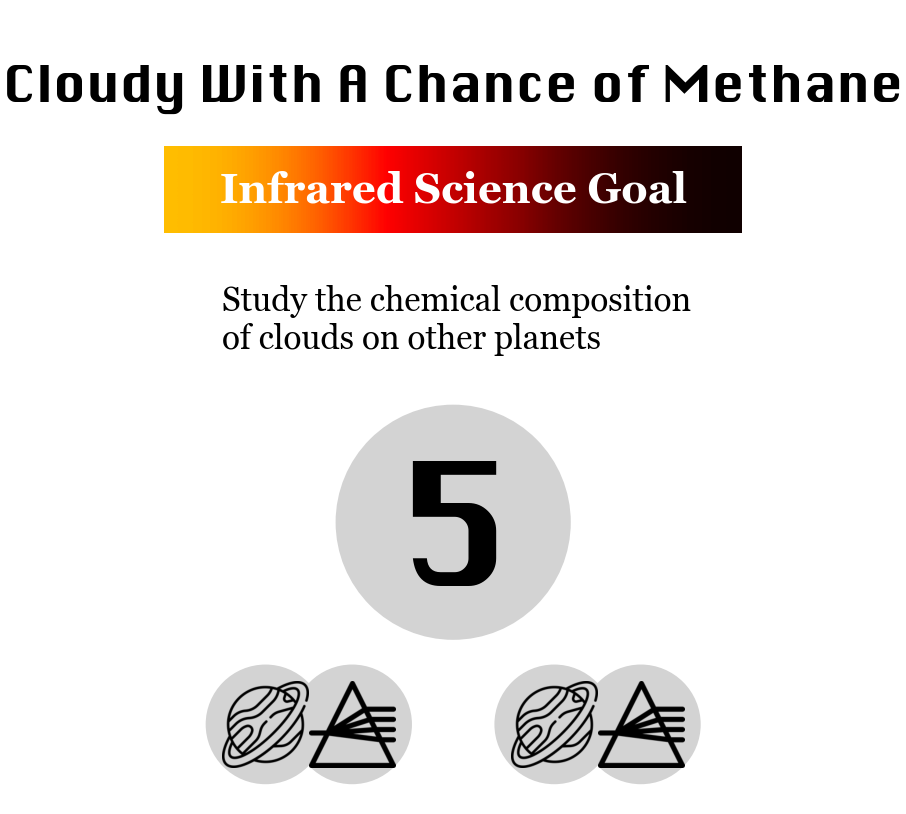 Cloudy With A Chance of Methane
Infrared Science Goal
Study the chemical composition
of clouds on other planets
5